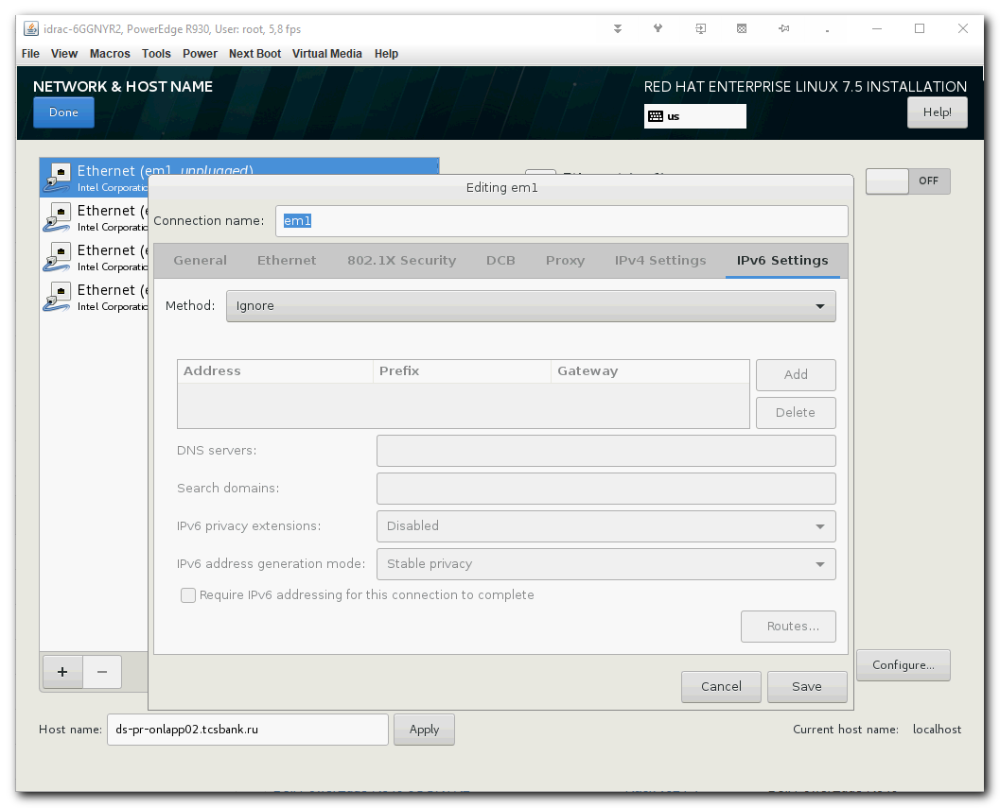 idrac-6GGNYR2, PowerEdge R930, User: root, 5,8 fps
File View Macros Tools Power Next Boot Virtual Media Help
NETWORK & HOST NAME
RED HAT ENTERPRISE LINUX 7.5 INSTALLATION
Done
us
Help!
Ethernet (em1, unplugged)
Intel Corporatio
OFF
Editing em1
Connection name: em1
Ethernet (e
Intel Corporatio
Ethernet (e
Intel Corporatio
Ethernet (e
Intel Corporatio
General Ethernet 802.1X Security DCB Proxy IPv4 Settings IPv6 Settings
Method: Ignore
Address Prefix Gateway
Add
Delete
DNS servers:
Search domains:
IPv6 privacy extensions: Disabled
IPv6 address generation mode: Stable privacy
Require IPv6 addressing for this connection to complete
Routes...
+ −
Configure...
Cancel Save
Host name: ds-pr-onlapp02.tcsbank.ru Apply
Current host name: localhost